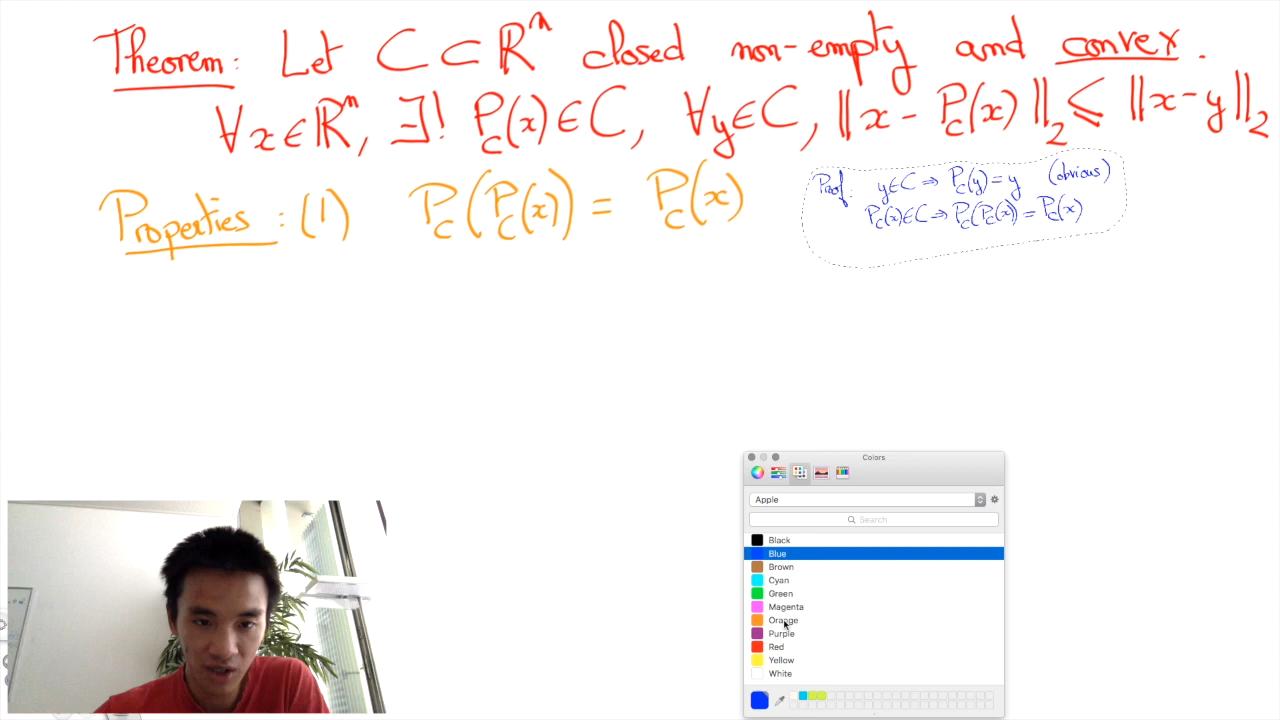 Theorem: Let C ⊂ ℝⁿ closed non-empty and convex.
∀x∈ℝⁿ, ∃! P_C(x)∈C, ∀y∈C, ‖x - P_C(x)‖₂ ≤ ‖x-y‖₂
Properties: (1) P_C(P_C(x)) = P_C(x)
Proof: y∈C ⇒ P_C(y) = y (obvious)
P_C(x)∈C ⇒ P_C(P_C(x)) = P_C(x)
Colors
Apple
Search
Black
Blue
Brown
Cyan
Green
Magenta
Orange
Purple
Red
Yellow
White